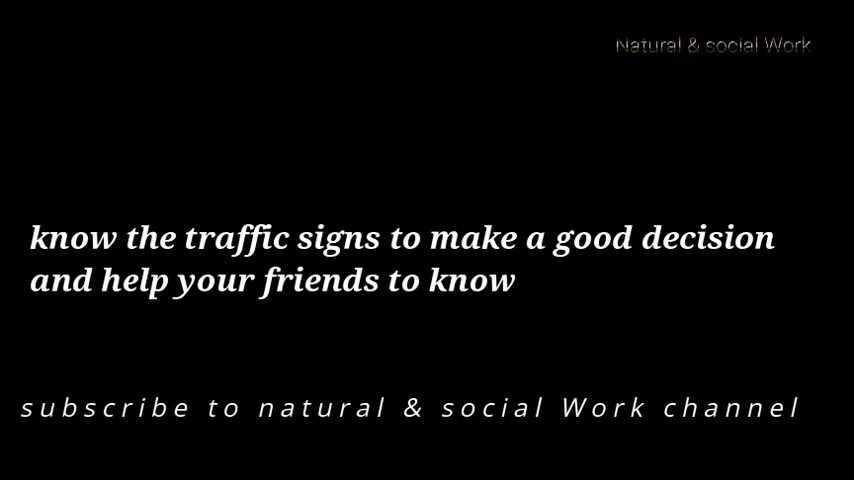 Natural & social Work
know the traffic signs to make a good decision
and help your friends to know
subscribe to natural & social Work channel